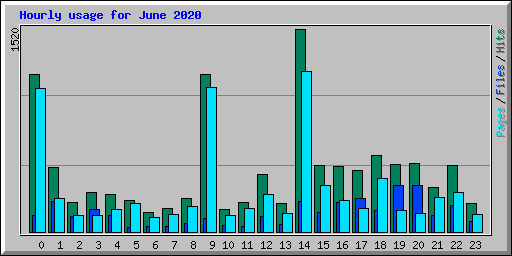 Hourly usage for June 2020
1520
Pages/Files/Hits
0 1 2 3 4 5 6 7 8 9 10 11 12 13 14 15 16 17 18 19 20 21 22 23